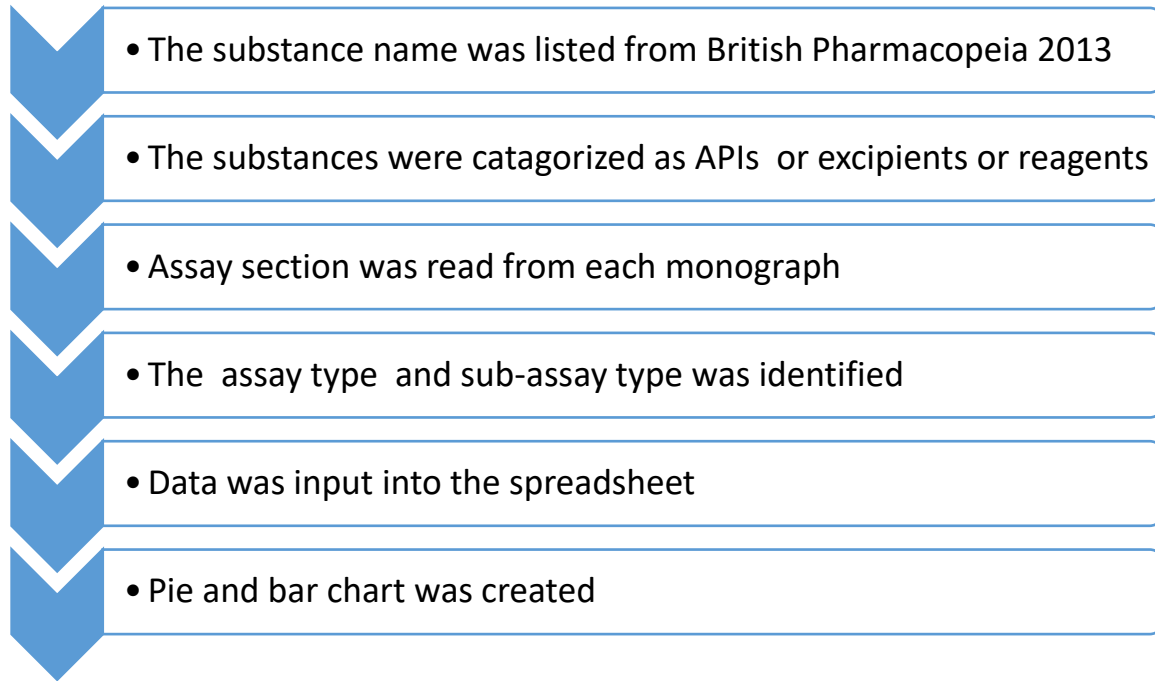 • The substance name was listed from British Pharmacopeia 2013
• The substances were catagorized as APIs  or excipients or reagents
• Assay section was read from each monograph
• The  assay type  and sub-assay type was identified
• Data was input into the spreadsheet
• Pie and bar chart was created